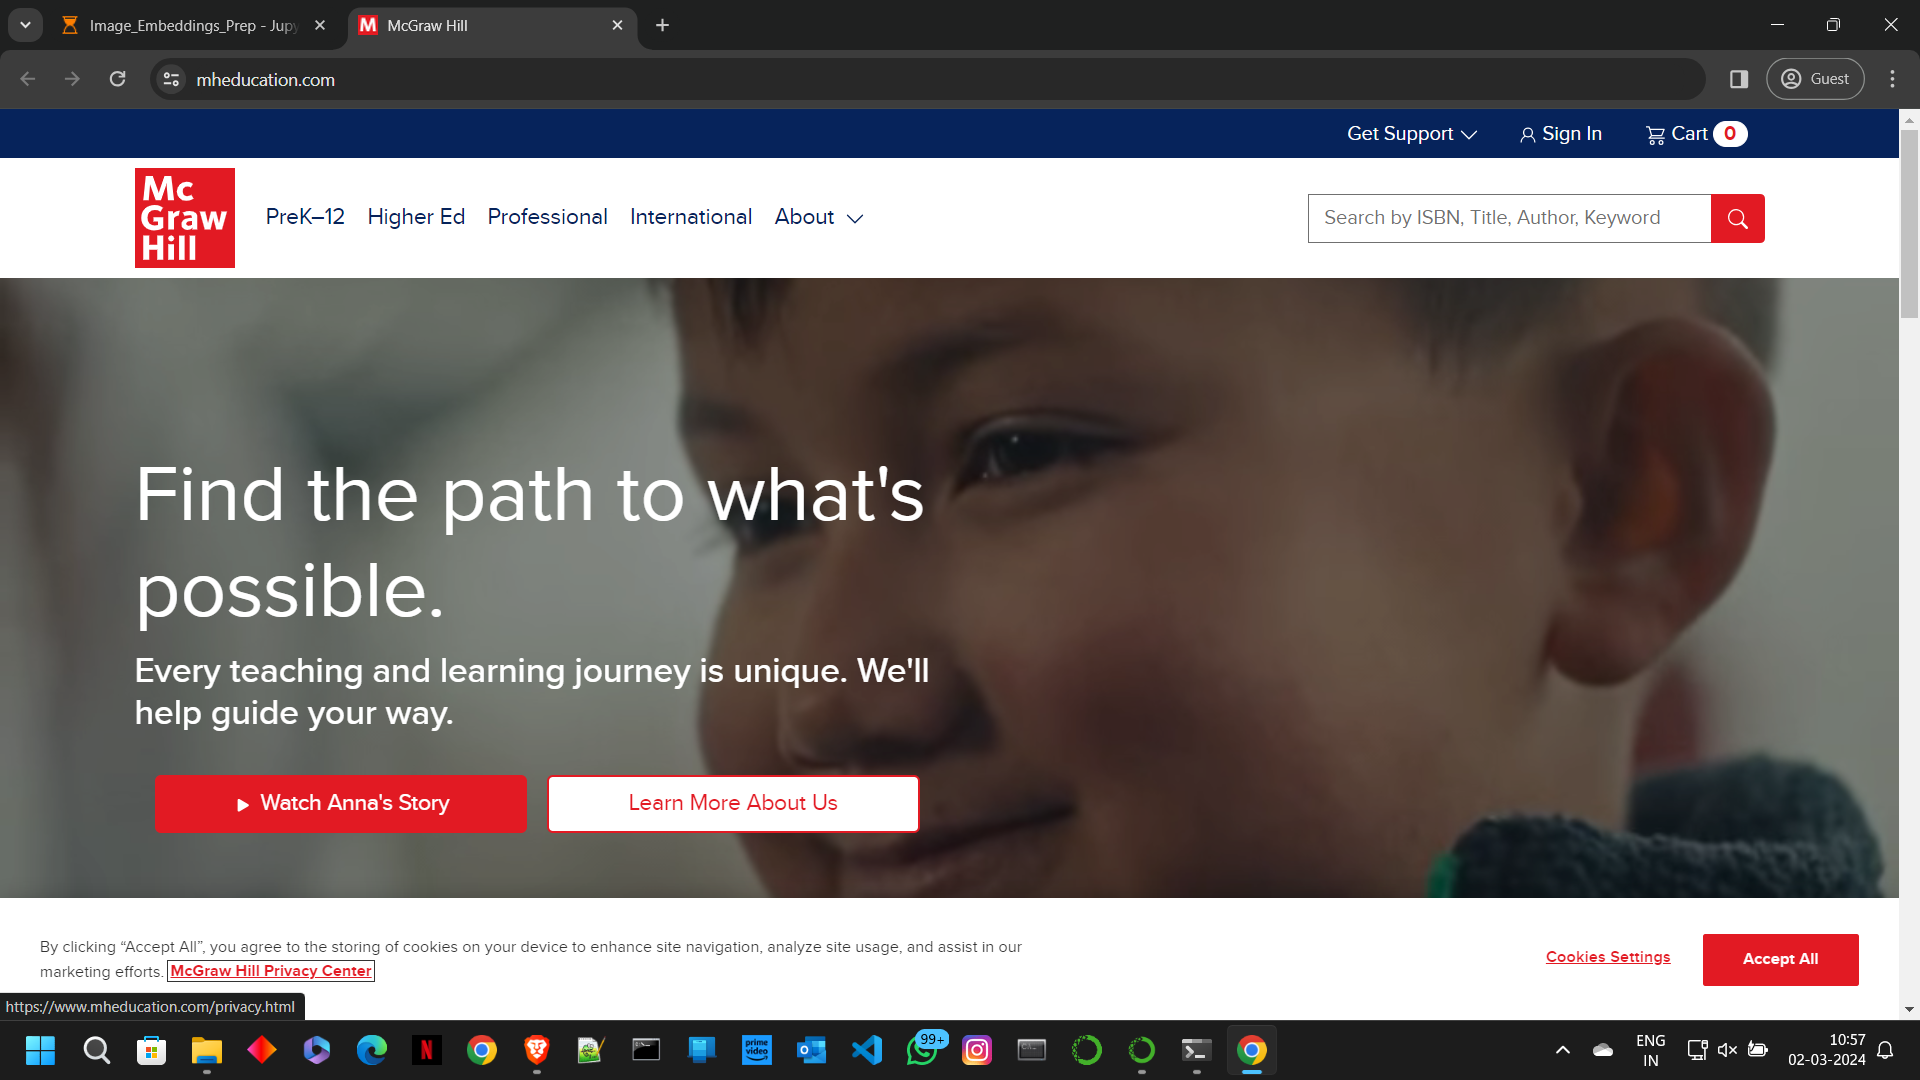 Image_Embeddings_Prep - Jupy
McGraw Hill
mheducation.com
Guest
Get Support
Sign In
Cart 0
Mc
Graw
Hill
PreK–12
Higher Ed
Professional
International
About
Search by ISBN, Title, Author, Keyword
Find the path to what's
possible.
Every teaching and learning journey is unique. We'll
help guide your way.
Watch Anna's Story
Learn More About Us
By clicking “Accept All”, you agree to the storing of cookies on your device to enhance site navigation, analyze site usage, and assist in our
marketing efforts. McGraw Hill Privacy Center
Cookies Settings
Accept All
https://www.mheducation.com/privacy.html
prime
video
99+
ENG
IN
10:57
02-03-2024